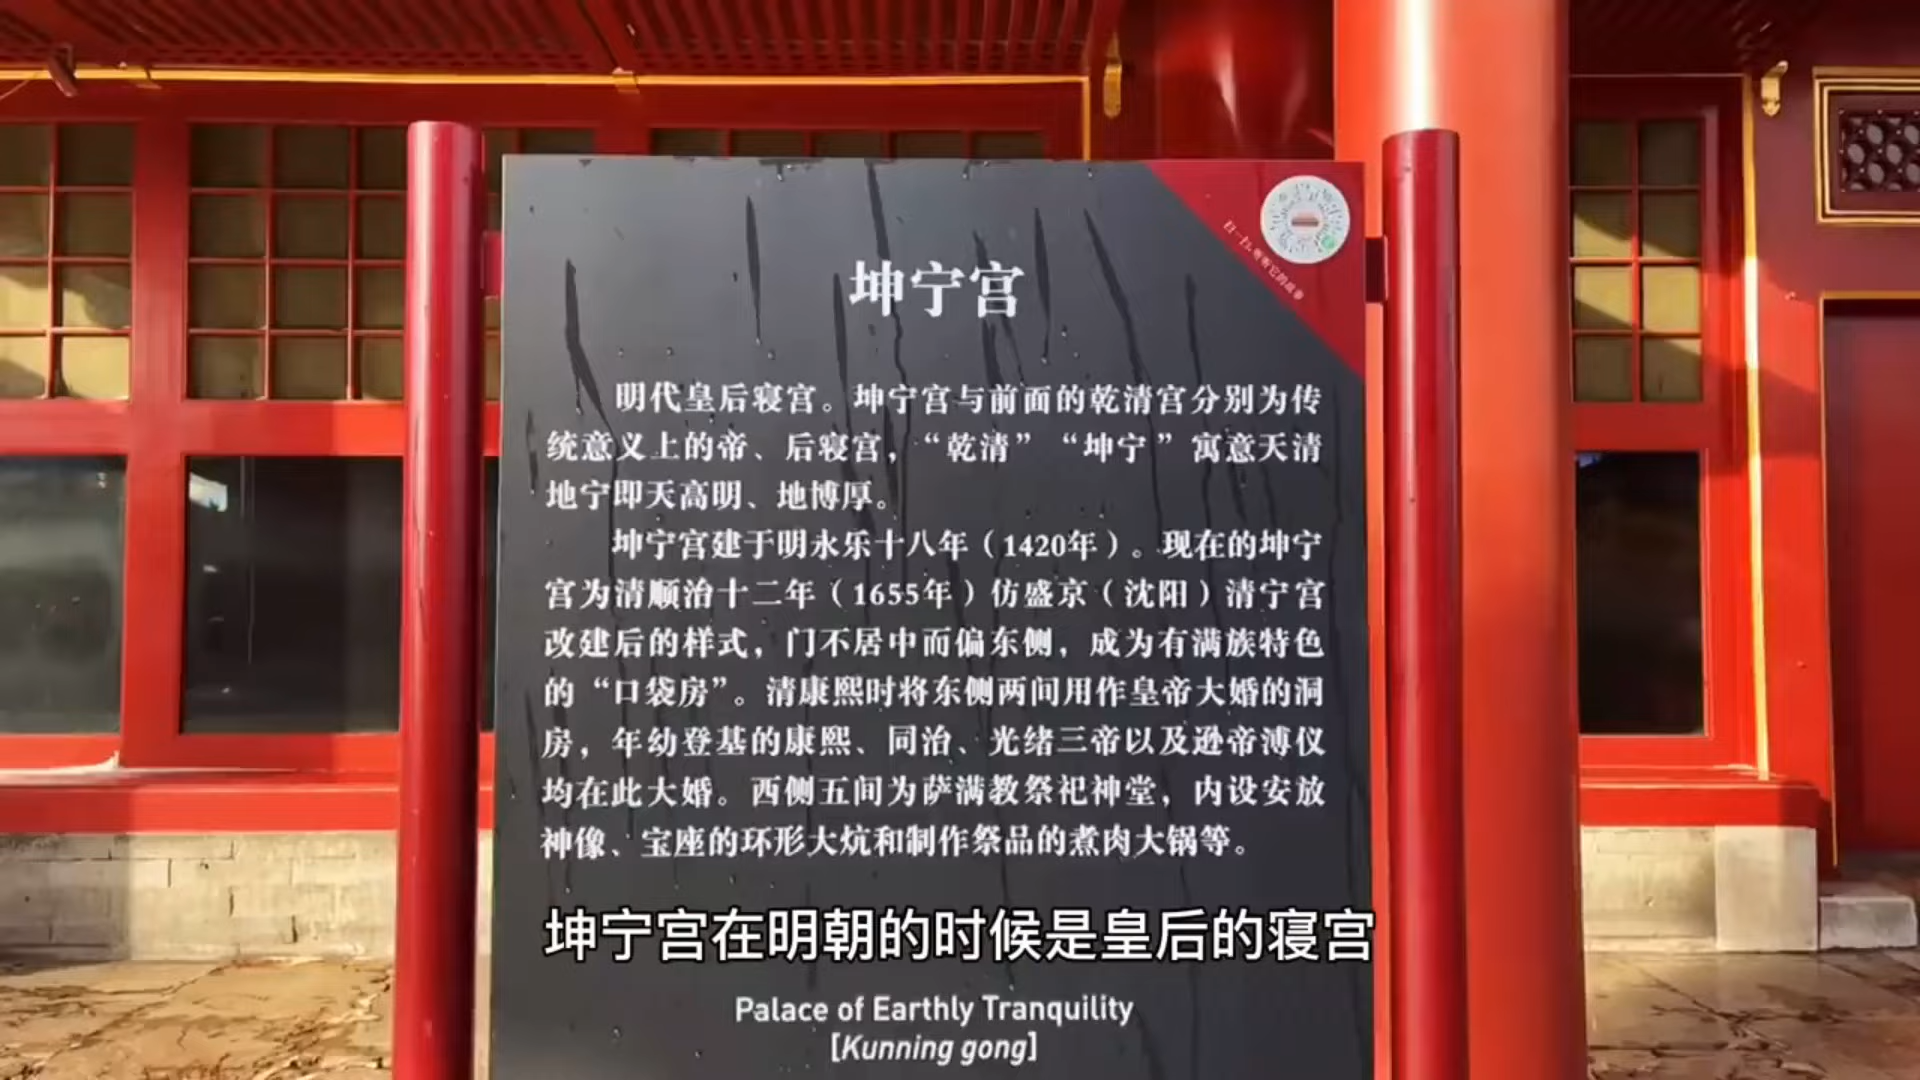 扫一扫，听听它的故事
坤宁宫
明代皇后寝宫。坤宁宫与前面的乾清宫分别为传
统意义上的帝、后寝宫，“乾清”“坤宁”寓意天清
地宁即天高明、地博厚。
坤宁宫建于明永乐十八年（1420年）。现在的坤宁
宫为清顺治十二年（1655年）仿盛京（沈阳）清宁宫
改建后的样式，门不居中而偏东侧，成为有满族特色
的“口袋房”。清康熙时将东侧两间用作皇帝大婚的洞
房，年幼登基的康熙、同治、光绪三帝以及逊帝溥仪
均在此大婚。西侧五间为萨满教祭祀神堂，内设安放
神像、宝座的环形大炕和制作祭品的煮肉大锅等。
坤宁宫在明朝的时候是皇后的寝宫
Palace of Earthly Tranquility
[Kunning gong]